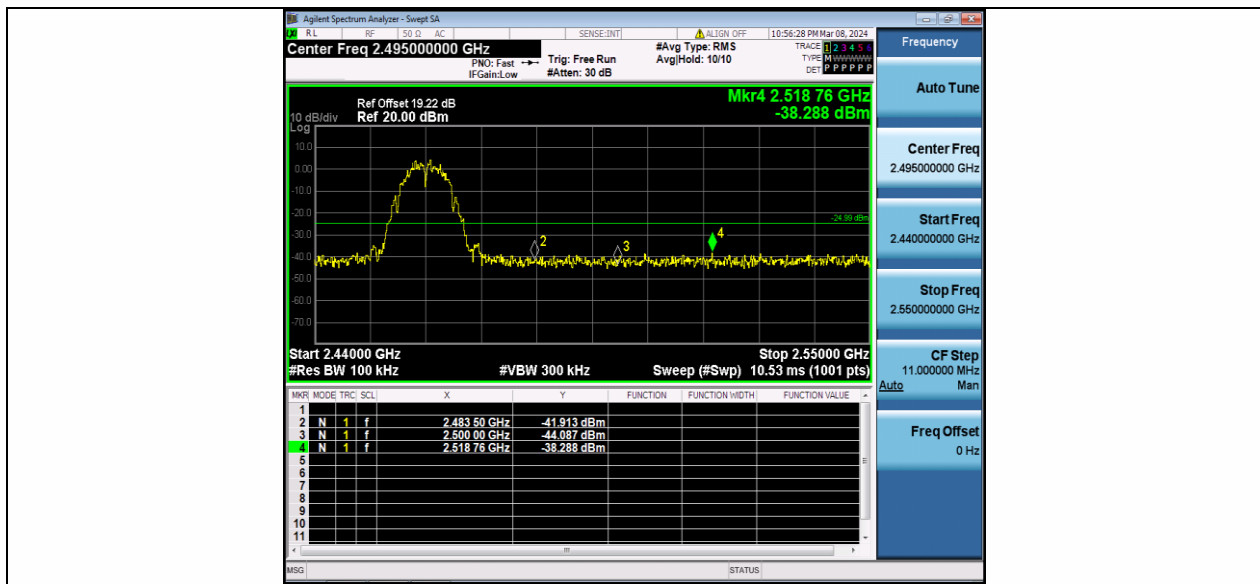 Agilent Spectrum Analyzer - Swept SA
RL RF 50 Ω AC SENSE:INT ALIGN OFF 10:56:28 PM Mar 08, 2024
Center Freq 2.495000000 GHz
PNO: Fast
IFGain:Low
Trig: Free Run
#Atten: 30 dB
#Avg Type: RMS
Avg|Hold: 10/10
TRACE 1 2 3 4 5 6
TYPE M WWWWW
DET P P P P P P
Mkr4 2.518 76 GHz
-38.288 dBm
Ref Offset 19.22 dB
10 dB/div Ref 20.00 dBm
Log
10.0
0.00
-10.0
-20.0
-24.99 dBm
-30.0
-40.0
-50.0
-60.0
-70.0
2
3
4
Start 2.44000 GHz Stop 2.55000 GHz
#Res BW 100 kHz #VBW 300 kHz Sweep (#Swp) 10.53 ms (1001 pts)
MKR MODE TRC SCL X Y FUNCTION FUNCTION WIDTH FUNCTION VALUE
1
2 N 1 f 2.483 50 GHz -41.913 dBm
3 N 1 f 2.500 00 GHz -44.087 dBm
4 N 1 f 2.518 76 GHz -38.288 dBm
5
6
7
8
9
10
11
MSG STATUS
Frequency
Auto Tune
Center Freq
2.495000000 GHz
Start Freq
2.440000000 GHz
Stop Freq
2.550000000 GHz
CF Step
11.000000 MHz
Auto Man
Freq Offset
0 Hz